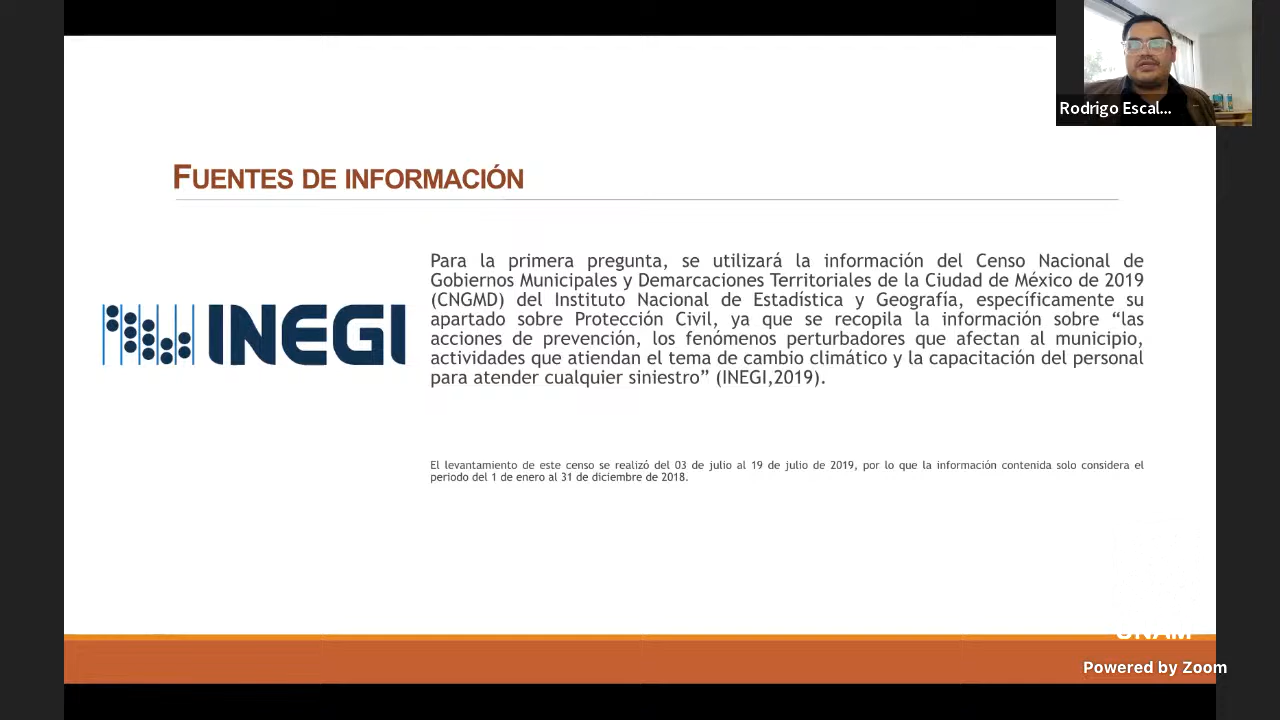 Rodrigo Escal...
FUENTES DE INFORMACIÓN
INEGI
Para la primera pregunta, se utilizará la información del Censo Nacional de
Gobiernos Municipales y Demarcaciones Territoriales de la Ciudad de México de 2019
(CNGMD) del Instituto Nacional de Estadística y Geografía, específicamente su
apartado sobre Protección Civil, ya que se recopila la información sobre “las
acciones de prevención, los fenómenos perturbadores que afectan al municipio,
actividades que atiendan el tema de cambio climático y la capacitación del personal
para atender cualquier siniestro” (INEGI,2019).
El levantamiento de este censo se realizó del 03 de julio al 19 de julio de 2019, por lo que la información contenida solo considera el
periodo del 1 de enero al 31 de diciembre de 2018.
UNAM
Powered by Zoom